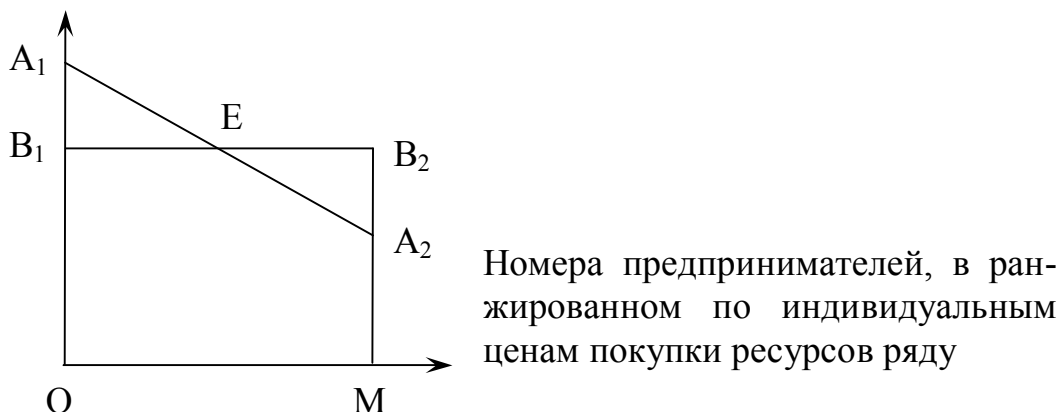 A₁
E
B₁
B₂
A₂
Номера предпринимателей, в ран-
жированном по индивидуальным
ценам покупки ресурсов ряду
O M